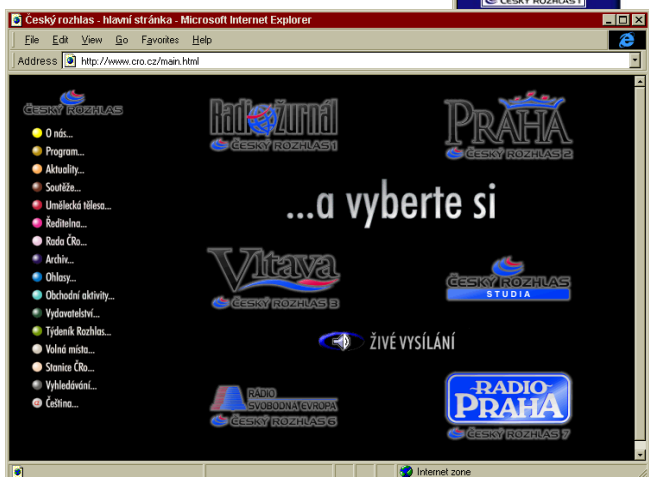 ČESKÝ ROZHLAS 1
Český rozhlas - hlavní stránka - Microsoft Internet Explorer
File Edit View Go Favorites Help
Address http://www.cro.cz/main.html
ČESKÝ ROZHLAS
O nás...
Program...
Aktuality...
Soutěže...
Umělecká tělesa...
Ředitelna...
Rada ČRo...
Archiv...
Ohlasy...
Obchodní aktivity...
Vydavatelství...
Týdeník Rozhlas...
Volná místa...
Stanice ČRo...
Vyhledávání...
Čeština...
Radiožurnál
ČESKÝ ROZHLAS 1
PRAHA
ČESKÝ ROZHLAS 2
...a vyberte si
Vltava
ČESKÝ ROZHLAS 3
ČESKÝ ROZHLAS
STUDIA
ŽIVÉ VYSÍLÁNÍ
RÁDIO
SVOBODNÁ EVROPA
ČESKÝ ROZHLAS 6
RADIO
PRAHA
ČESKÝ ROZHLAS 7
Internet zone